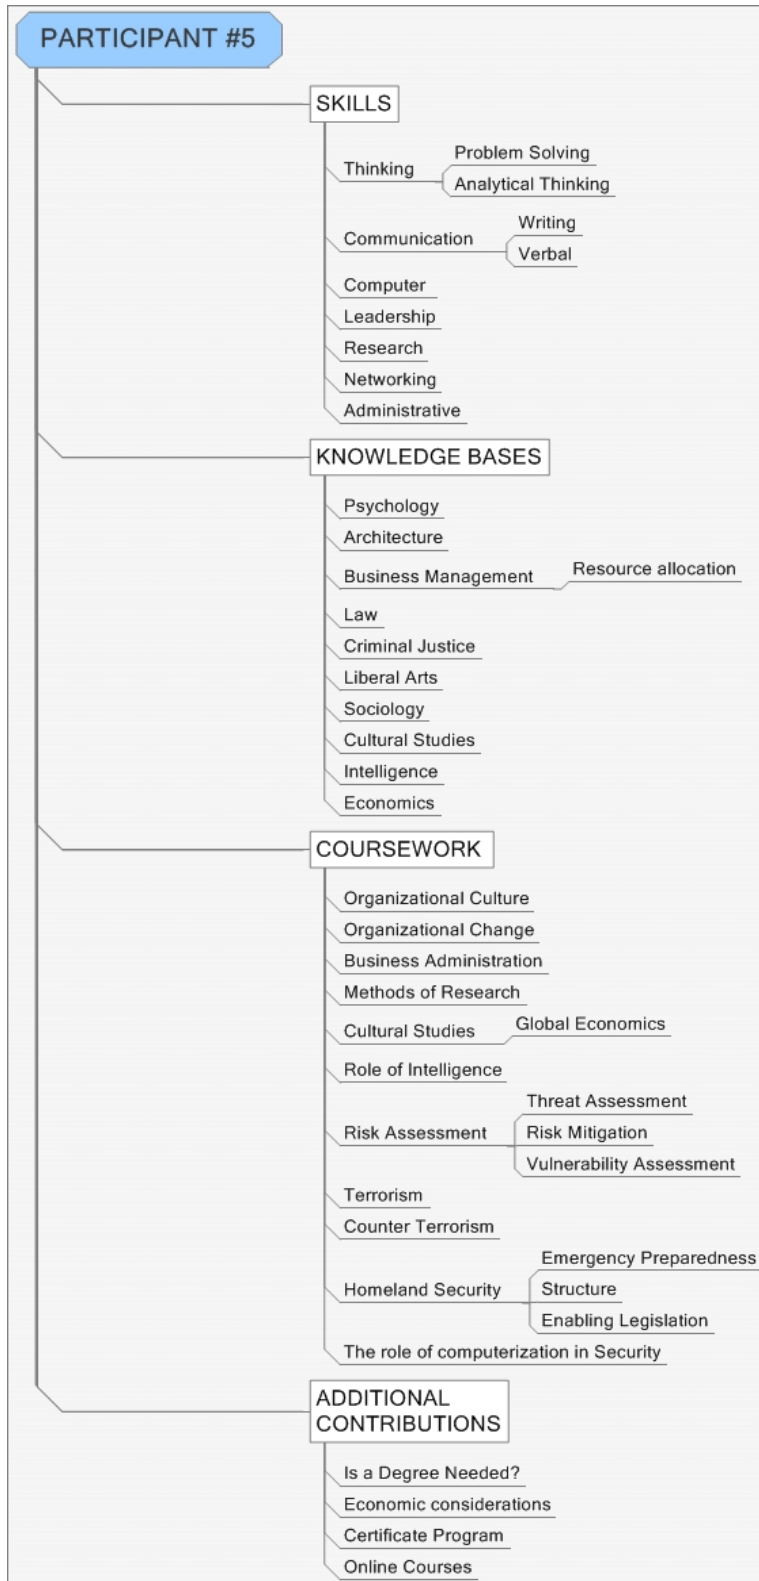 PARTICIPANT #5
SKILLS
Thinking
Problem Solving
Analytical Thinking
Communication
Writing
Verbal
Computer
Leadership
Research
Networking
Administrative
KNOWLEDGE BASES
Psychology
Architecture
Business Management
Resource allocation
Law
Criminal Justice
Liberal Arts
Sociology
Cultural Studies
Intelligence
Economics
COURSEWORK
Organizational Culture
Organizational Change
Business Administration
Methods of Research
Cultural Studies
Global Economics
Role of Intelligence
Risk Assessment
Threat Assessment
Risk Mitigation
Vulnerability Assessment
Terrorism
Counter Terrorism
Homeland Security
Emergency Preparedness
Structure
Enabling Legislation
The role of computerization in Security
ADDITIONAL
CONTRIBUTIONS
Is a Degree Needed?
Economic considerations
Certificate Program
Online Courses